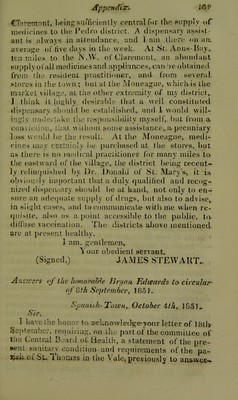 Appendix. 189
Claremont, being sufficiently central for the supply of
medicines to the Pedro district. A dispensary assist-
ant is always in attendance, and I am there on an
average of five days in the week. At St. Anns-Bay,
ten miles to the N.W. of Claremont, an abundant
supply of all medicines and appliances, can be obtained
from the resident practitioner, and from several
stores in the town; but at the Moneague, which is the
market village, at the other extremity of my district,
I think it highly desirable that a well constituted
dispensary should be established, and I would will-
ingly undertake the responsibility myself, but from a
conviction, that without some assistance, a pecuniary
loss would be the result. At the Moneague, medi-
cines may certainly be purchased at the stores, but
as there is no medical practitioner for many miles to
the eastward of the village, the district being recent-
ly relinquished by Dr. Donald of St. Mary's, it is
obviously important that a duly qualified and recog-
nized dispensary should be at hand, not only to en-
sure an adequate supply of drugs, but also to advise,
in slight cases, and to communicate with me when re-
quisite, also as a point accessible to the public, to
diffuse vaccination. The districts above mentioned
are at present healthy.
I am, gentlemen,
Your obedient servant,
(Signed,) JAMES STEWART.
Answers of the honorable Bryan Edwards to circular
of 8th September, 1851.
Spanish-Town, October 4th, 1851.
Sir,
I have the honor to acknowledge your letter of 18th
September, requiring, on the part of the committee of
the Central Board of Health, a statement of the pre-
sent sanitary condition and requirements of the pa-
rish of St. Thomas in the Vale, previously to answer-